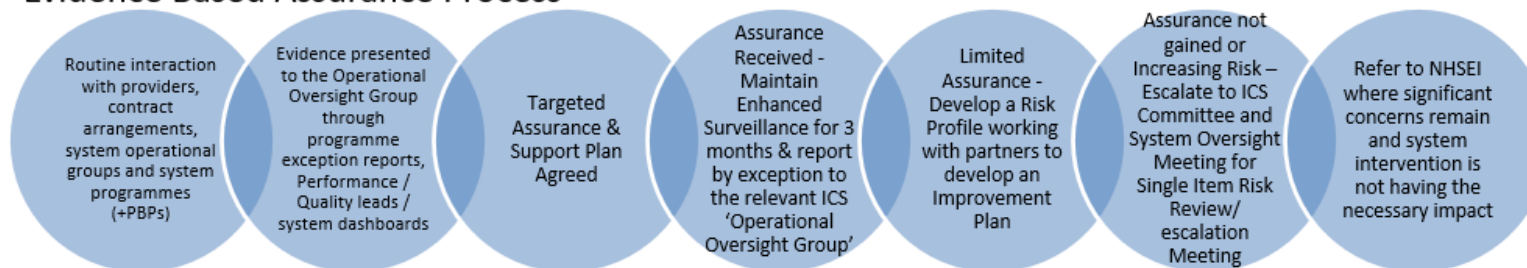 Evidence Based Assurance Process
Routine interaction
with providers,
contract
arrangements,
system operational
groups and system
programmes
(+PBPs)
Evidence presented
to the Operational
Oversight Group
through
programme
exception reports,
Performance /
Quality leads /
system dashboards
Targeted
Assurance &
Support Plan
Agreed
Assurance
Received -
Maintain
Enhanced
Surveillance for 3
months & report
by exception to
the relevant ICS
‘Operational
Oversight Group’
Limited
Assurance -
Develop a Risk
Profile working
with partners to
develop an
Improvement
Plan
Assurance not
gained or
Increasing Risk –
Escalate to ICS
Committee and
System Oversight
Meeting for
Single Item Risk
Review/
escalation
Meeting
Refer to NHSEI
where significant
concerns remain
and system
intervention is
not having the
necessary impact